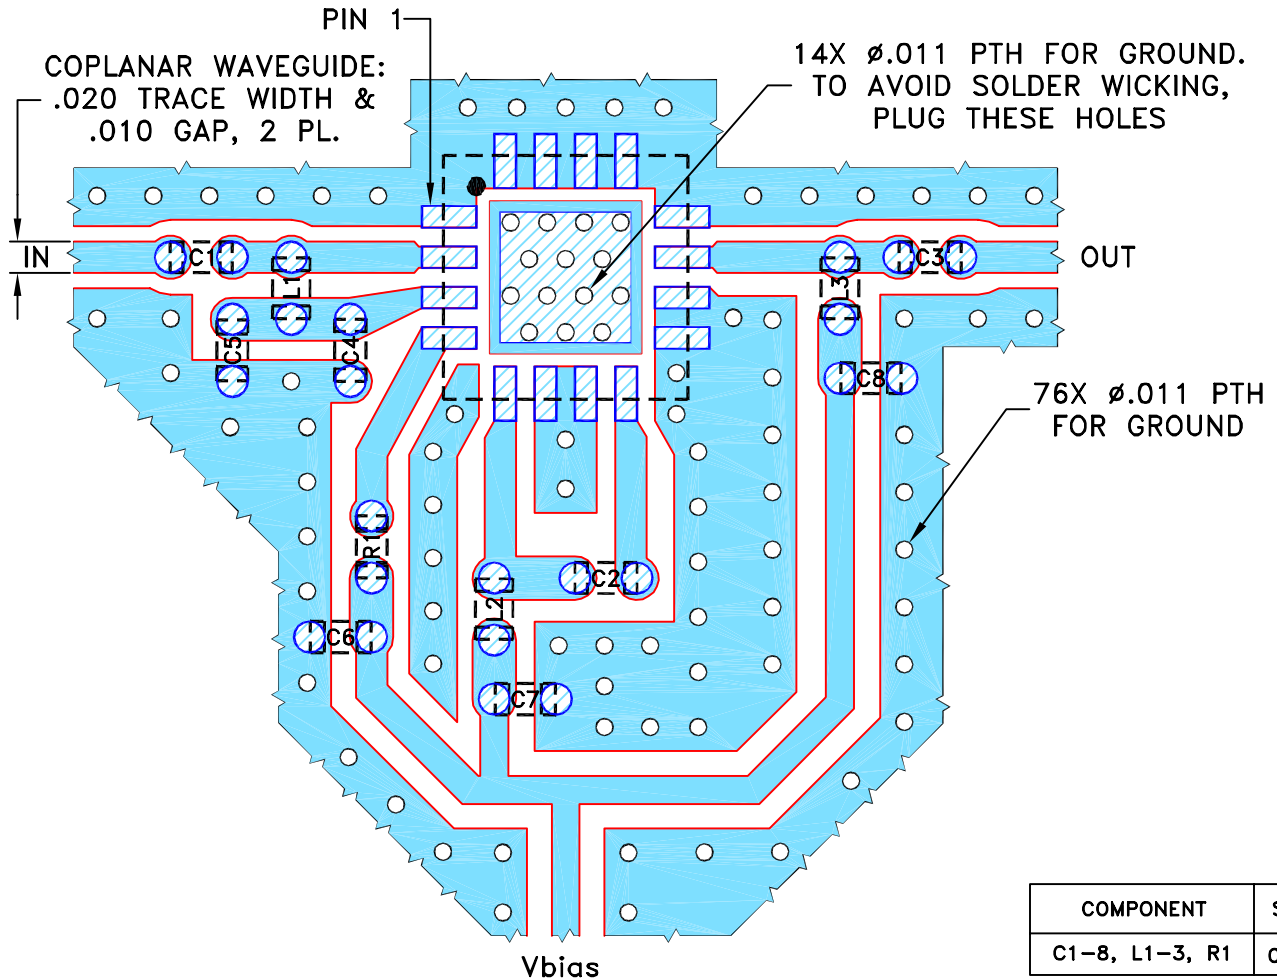 PIN 1
COPLANAR WAVEGUIDE:
.020 TRACE WIDTH &
.010 GAP, 2 PL.
14X ø.011 PTH FOR GROUND.
TO AVOID SOLDER WICKING,
PLUG THESE HOLES
IN
C1
L1
C3
OUT
L3
C5
C4
C8
76X ø.011 PTH
FOR GROUND
R1
C2
L2
C6
C7
Vbias
COMPONENT
C1-8, L1-3, R1